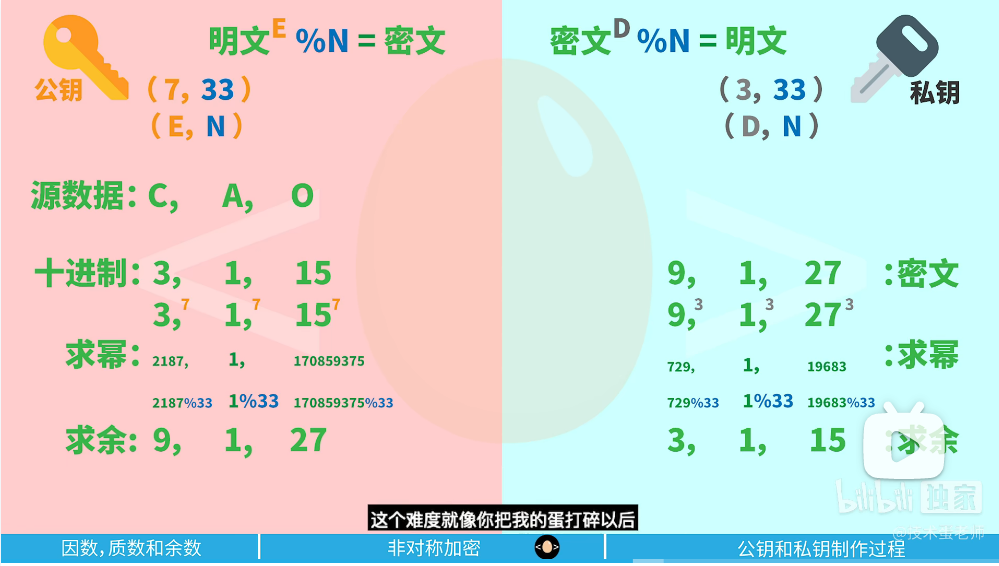 明文E %N = 密文
公钥
( 7, 33 )
( E, N )
源数据: C, A, O
十进制: 3, 1, 15
3,7 1,7 157
求幂: 2187, 1, 170859375
2187%33 1%33 170859375%33
求余: 9, 1, 27
密文D %N = 明文
( 3, 33 )
私钥
( D, N )
9, 1, 27 :密文
9,3 1,3 273
729, 1, 19683 :求幂
729%33 1%33 19683%33
3, 1, 15 :求余
bilibili 独家
@技术蛋老师
这个难度就像你把我的蛋打碎以后
因数,质数和余数
非对称加密
< >
公钥和私钥制作过程